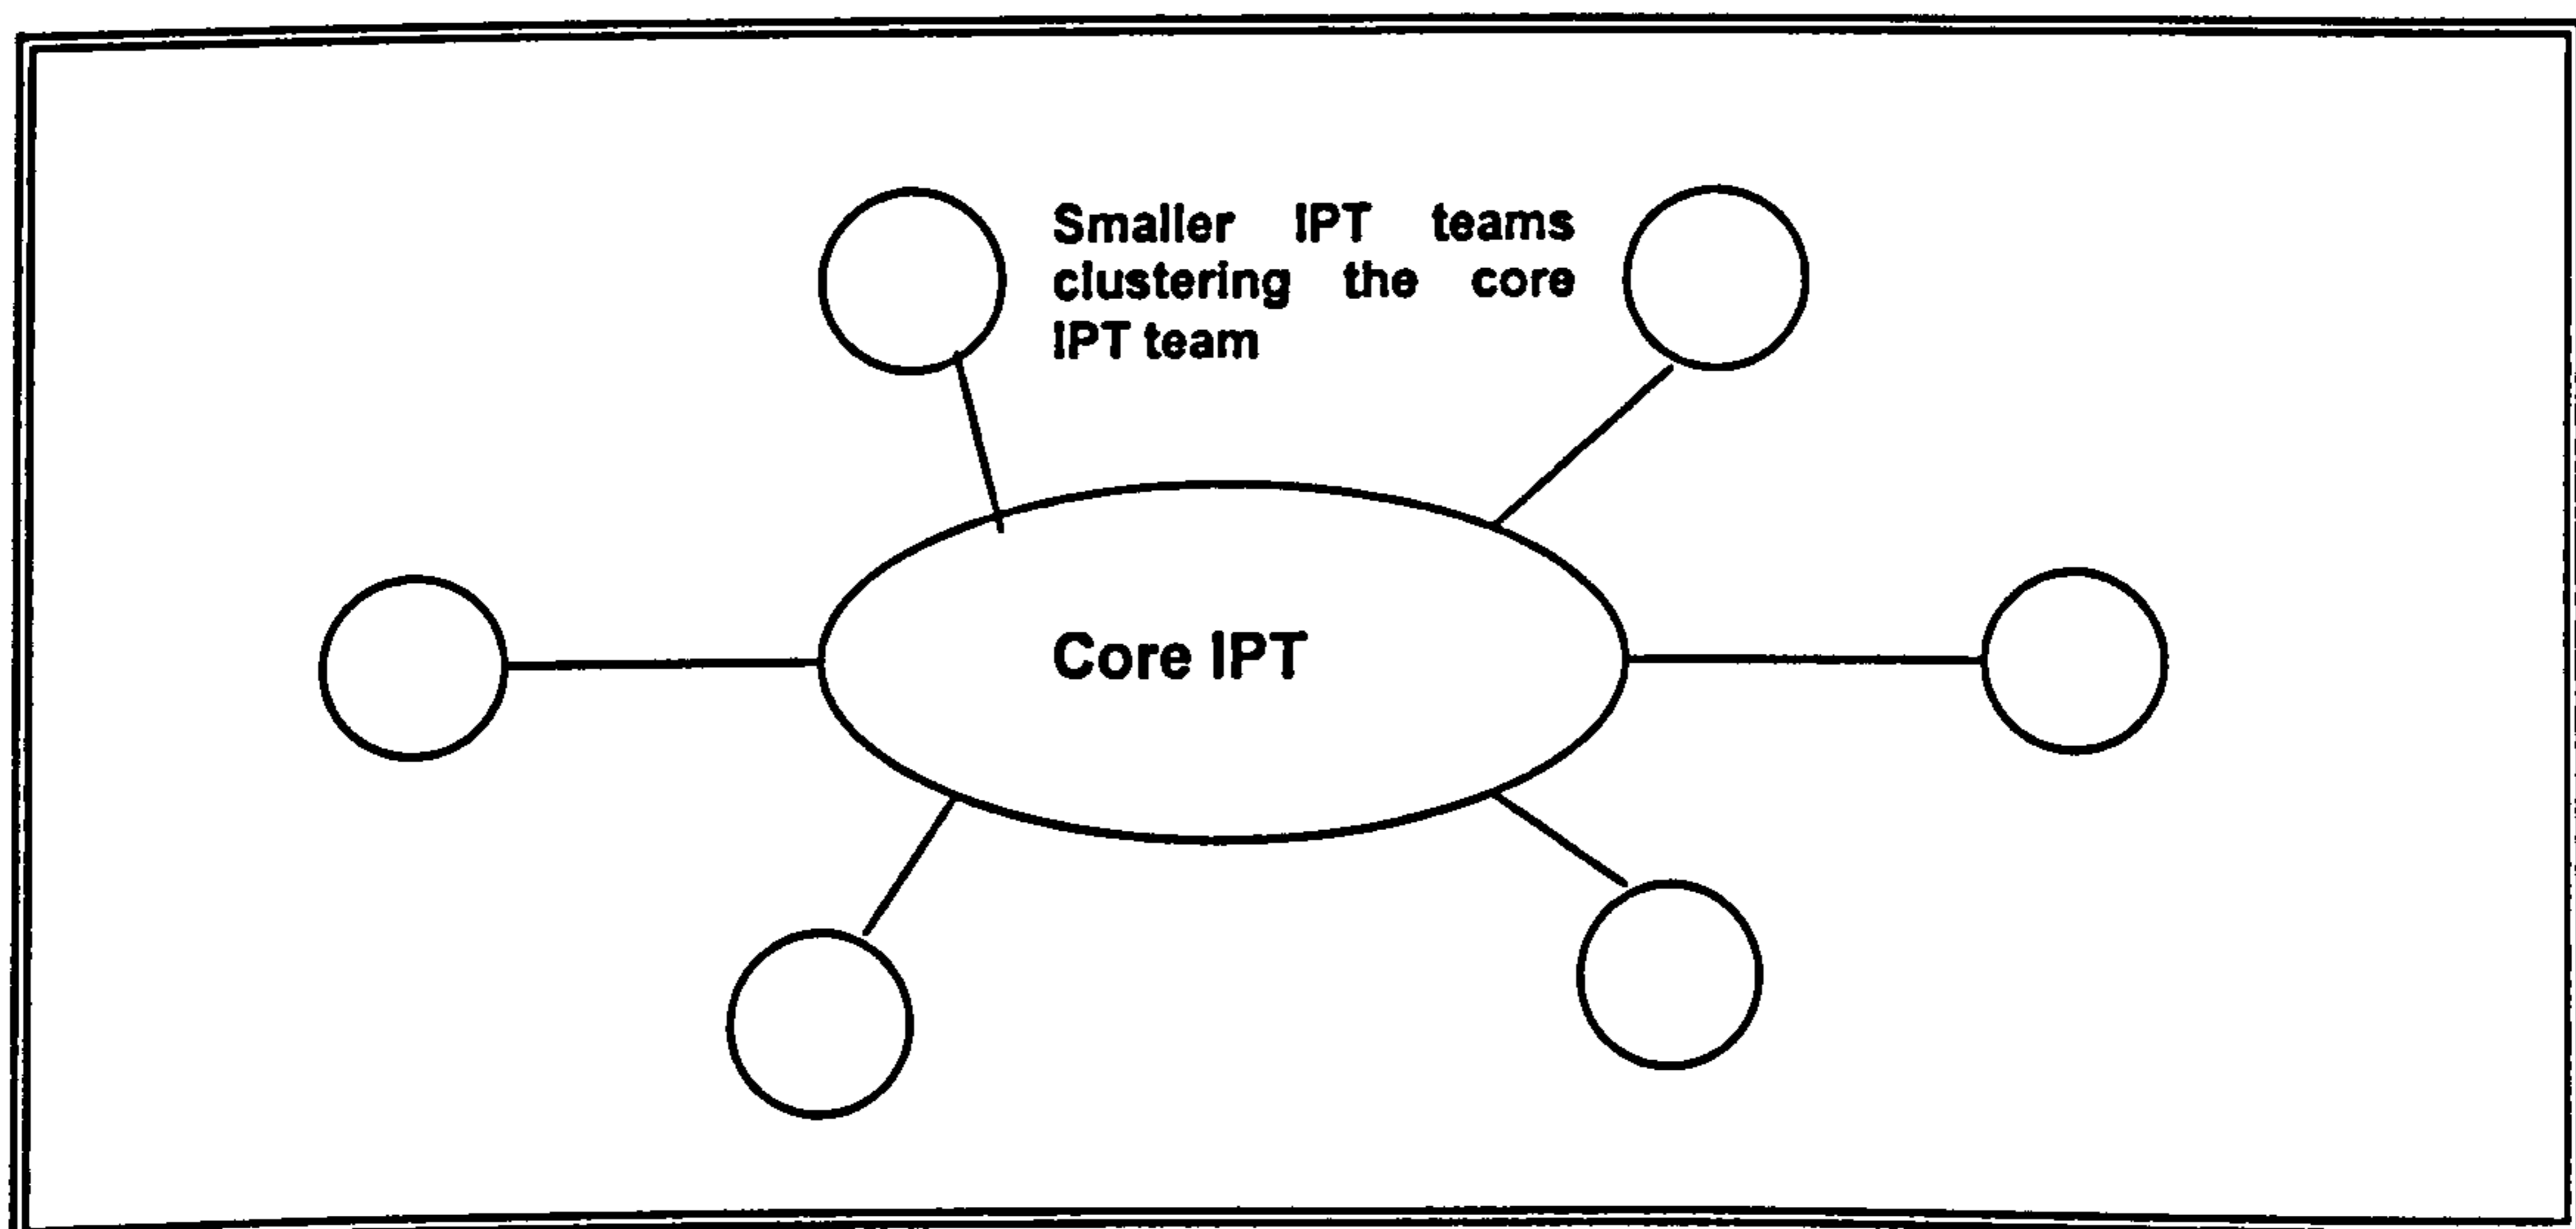 Smaller IPT teams
clustering the core
IPT team
Core IPT